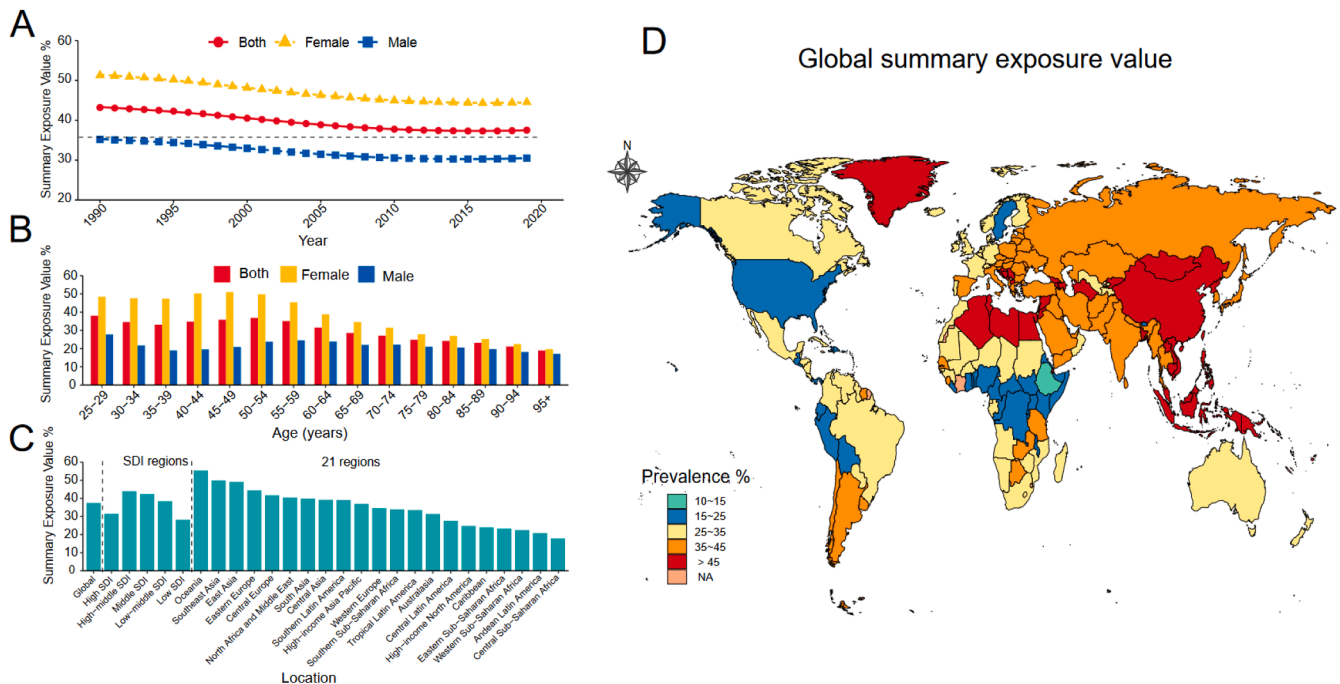 A
Both
Female
Male
Summary Exposure Value %
60
50
40
30
20
1990
1995
2000
2005
2010
2015
2020
Year
B
Both
Female
Male
Summary Exposure Value %
60
50
40
30
20
10
0
25−29
30−34
35−39
40−44
45−49
50−54
55−59
60−64
65−69
70−74
75−79
80−84
85−89
90−94
95+
Age (years)
C
SDI regions
21 regions
Summary Exposure Value %
60
50
40
30
20
10
0
Global
High SDI
High−middle SDI
Middle SDI
Low−middle SDI
Low SDI
Oceania
Southeast Asia
East Asia
Eastern Europe
Central Europe
North Africa and Middle East
South Asia
Central Asia
Southern Latin America
High−income Asia Pacific
Western Europe
Southern Sub−Saharan Africa
Tropical Latin America
Australasia
Central Latin America
High−income North America
Caribbean
Eastern Sub−Saharan Africa
Western Sub−Saharan Africa
Andean Latin America
Central Sub−Saharan Africa
Location
D
Global summary exposure value
N
Prevalence %
10~15
15~25
25~35
35~45
> 45
NA